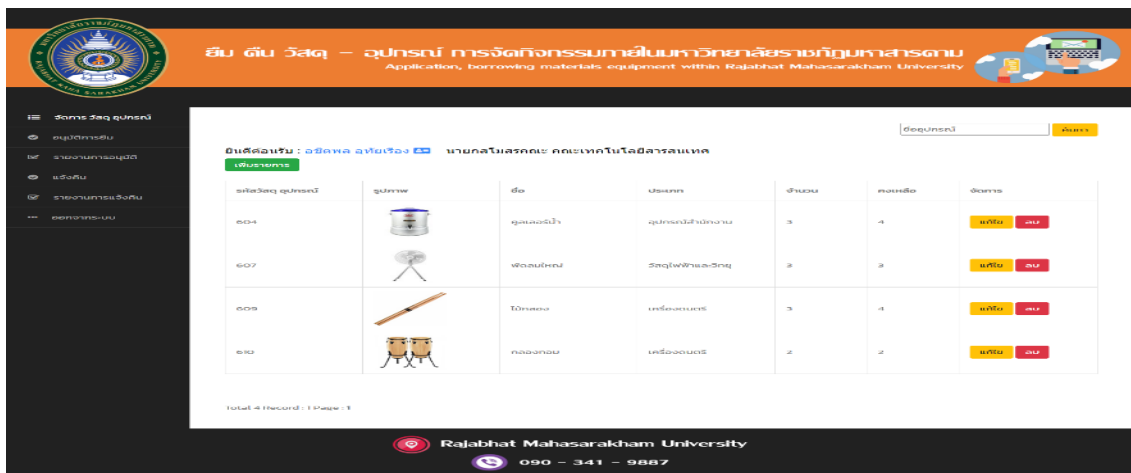 ยืม คืน วัสดุ – อุปกรณ์ การจัดกิจกรรมภายในมหาวิทยาลัยราชภัฏมหาสารคาม
Application, borrowing materials equipment within Rajabhat Mahasarakham University
จัดการ วัสดุ อุปกรณ์
อนุมัติการยืม
รายงานการอนุมัติ
แจ้งคืน
รายงานการแจ้งคืน
ออกจากระบบ
ชื่ออุปกรณ์ ค้นหา
ยินดีต้อนรับ : อชิตพล อุทัยเรือง นายกสโมสรคณะ คณะเทคโนโลยีสารสนเทศ
เพิ่มรายการ
รหัสวัสดุ อุปกรณ์ รูปภาพ ชื่อ ประเภท จำนวน คงเหลือ จัดการ
604 คูลเลอร์น้ำ อุปกรณ์สำนักงาน 3 4 แก้ไข ลบ
607 พัดลมใหญ่ วัสดุไฟฟ้าและวิทยุ แก้ไข ลบ
609 เครื่องดนตรี 3 4 แก้ไข ลบ
610 กลองทอม เครื่องดนตรี 2 2 แก้ไข ลบ
Total 4 Record : 1 Page : 1
Rajabhat Mahasarakham University
090 – 341 – 9887